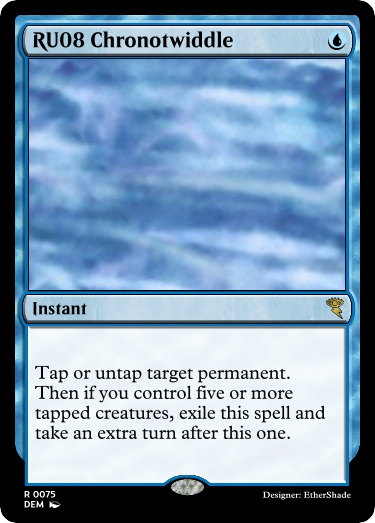 RU08 Chronotwiddle
Instant
Tap or untap target permanent.
Then if you control five or more
tapped creatures, exile this spell and
take an extra turn after this one.
R 0075
DEM
Designer: EtherShade